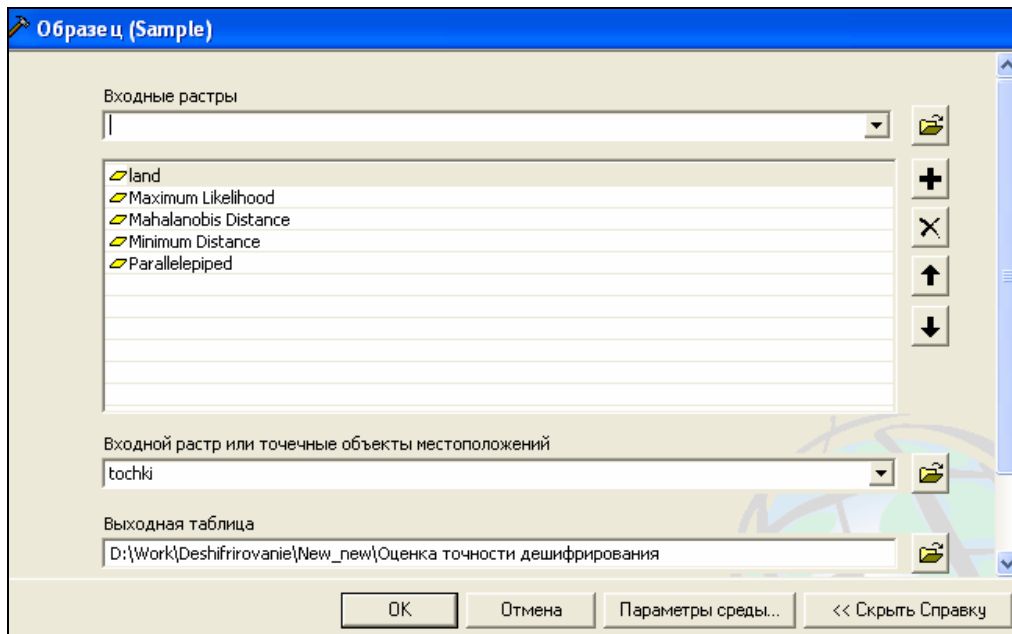 Образец (Sample)
Входные растры
land
Maximum Likelihood
Mahalanobis Distance
Minimum Distance
Parallelepiped
Входной растр или точечные объекты местоположений
tochki
Выходная таблица
D:\Work\Deshifrirovanie\New_new\Оценка точности дешифрирования
OK
Отмена
Параметры среды...
<< Скрыть Справку